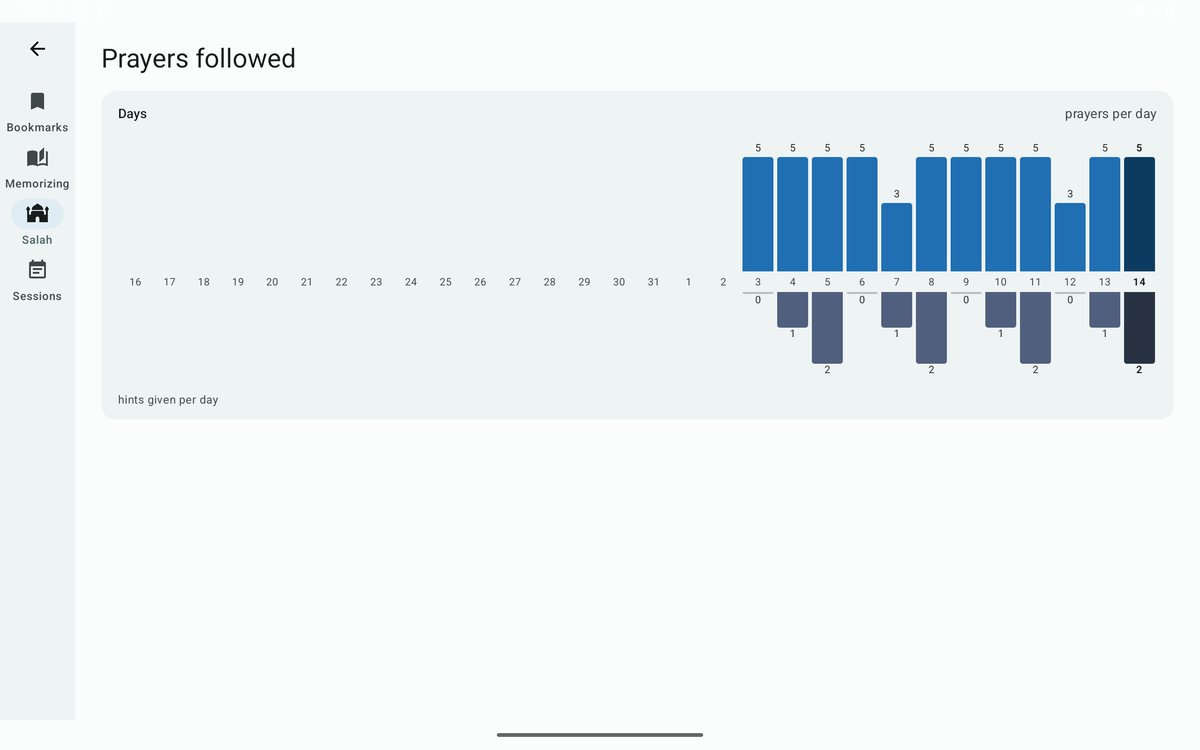 Prayers followed
Bookmarks
Memorizing
Salah
Sessions
Days
prayers per day
5 5 5 5 3 5 5 5 5 3 5 5
16 17 18 19 20 21 22 23 24 25 26 27 28 29 30 31 1 2 3 4 5 6 7 8 9 10 11 12 13 14
0 1 2 0 1 2 0 1 2 0 1 2
hints given per day